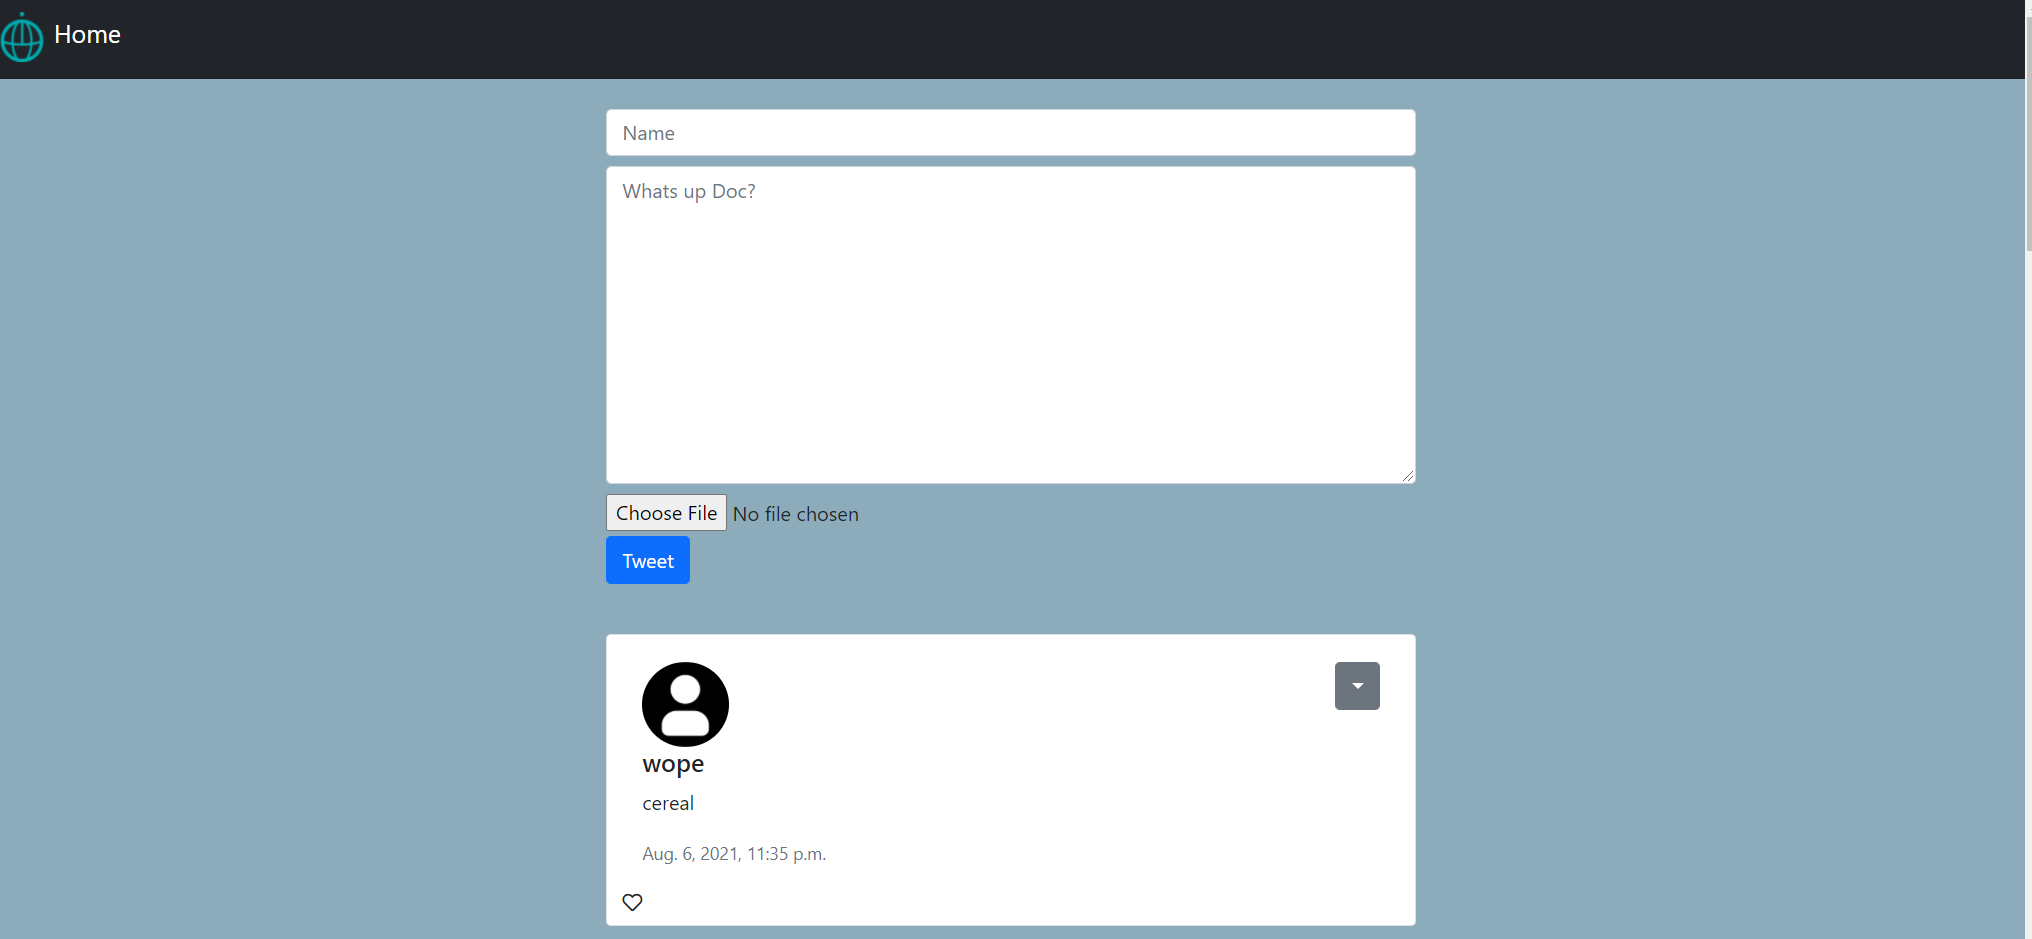 Home
Name
Whats up Doc?
Choose File No file chosen
Tweet
wope
cereal
Aug. 6, 2021, 11:35 p.m.